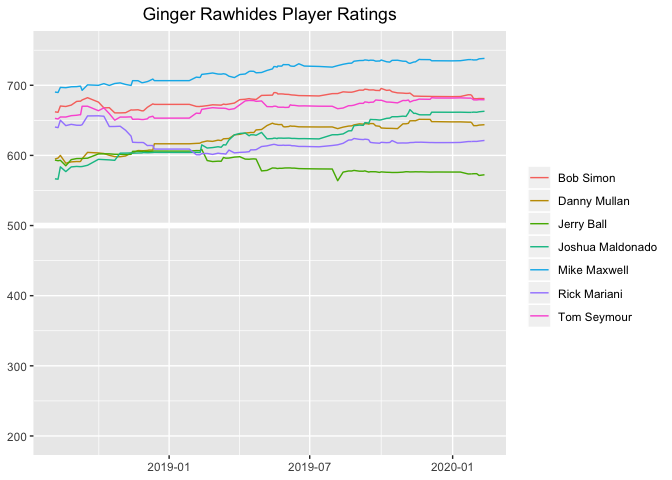 Ginger Rawhides Player Ratings
700
600
500
400
300
200
2019-01
2019-07
2020-01
Bob Simon
Danny Mullan
Jerry Ball
Joshua Maldonado
Mike Maxwell
Rick Mariani
Tom Seymour